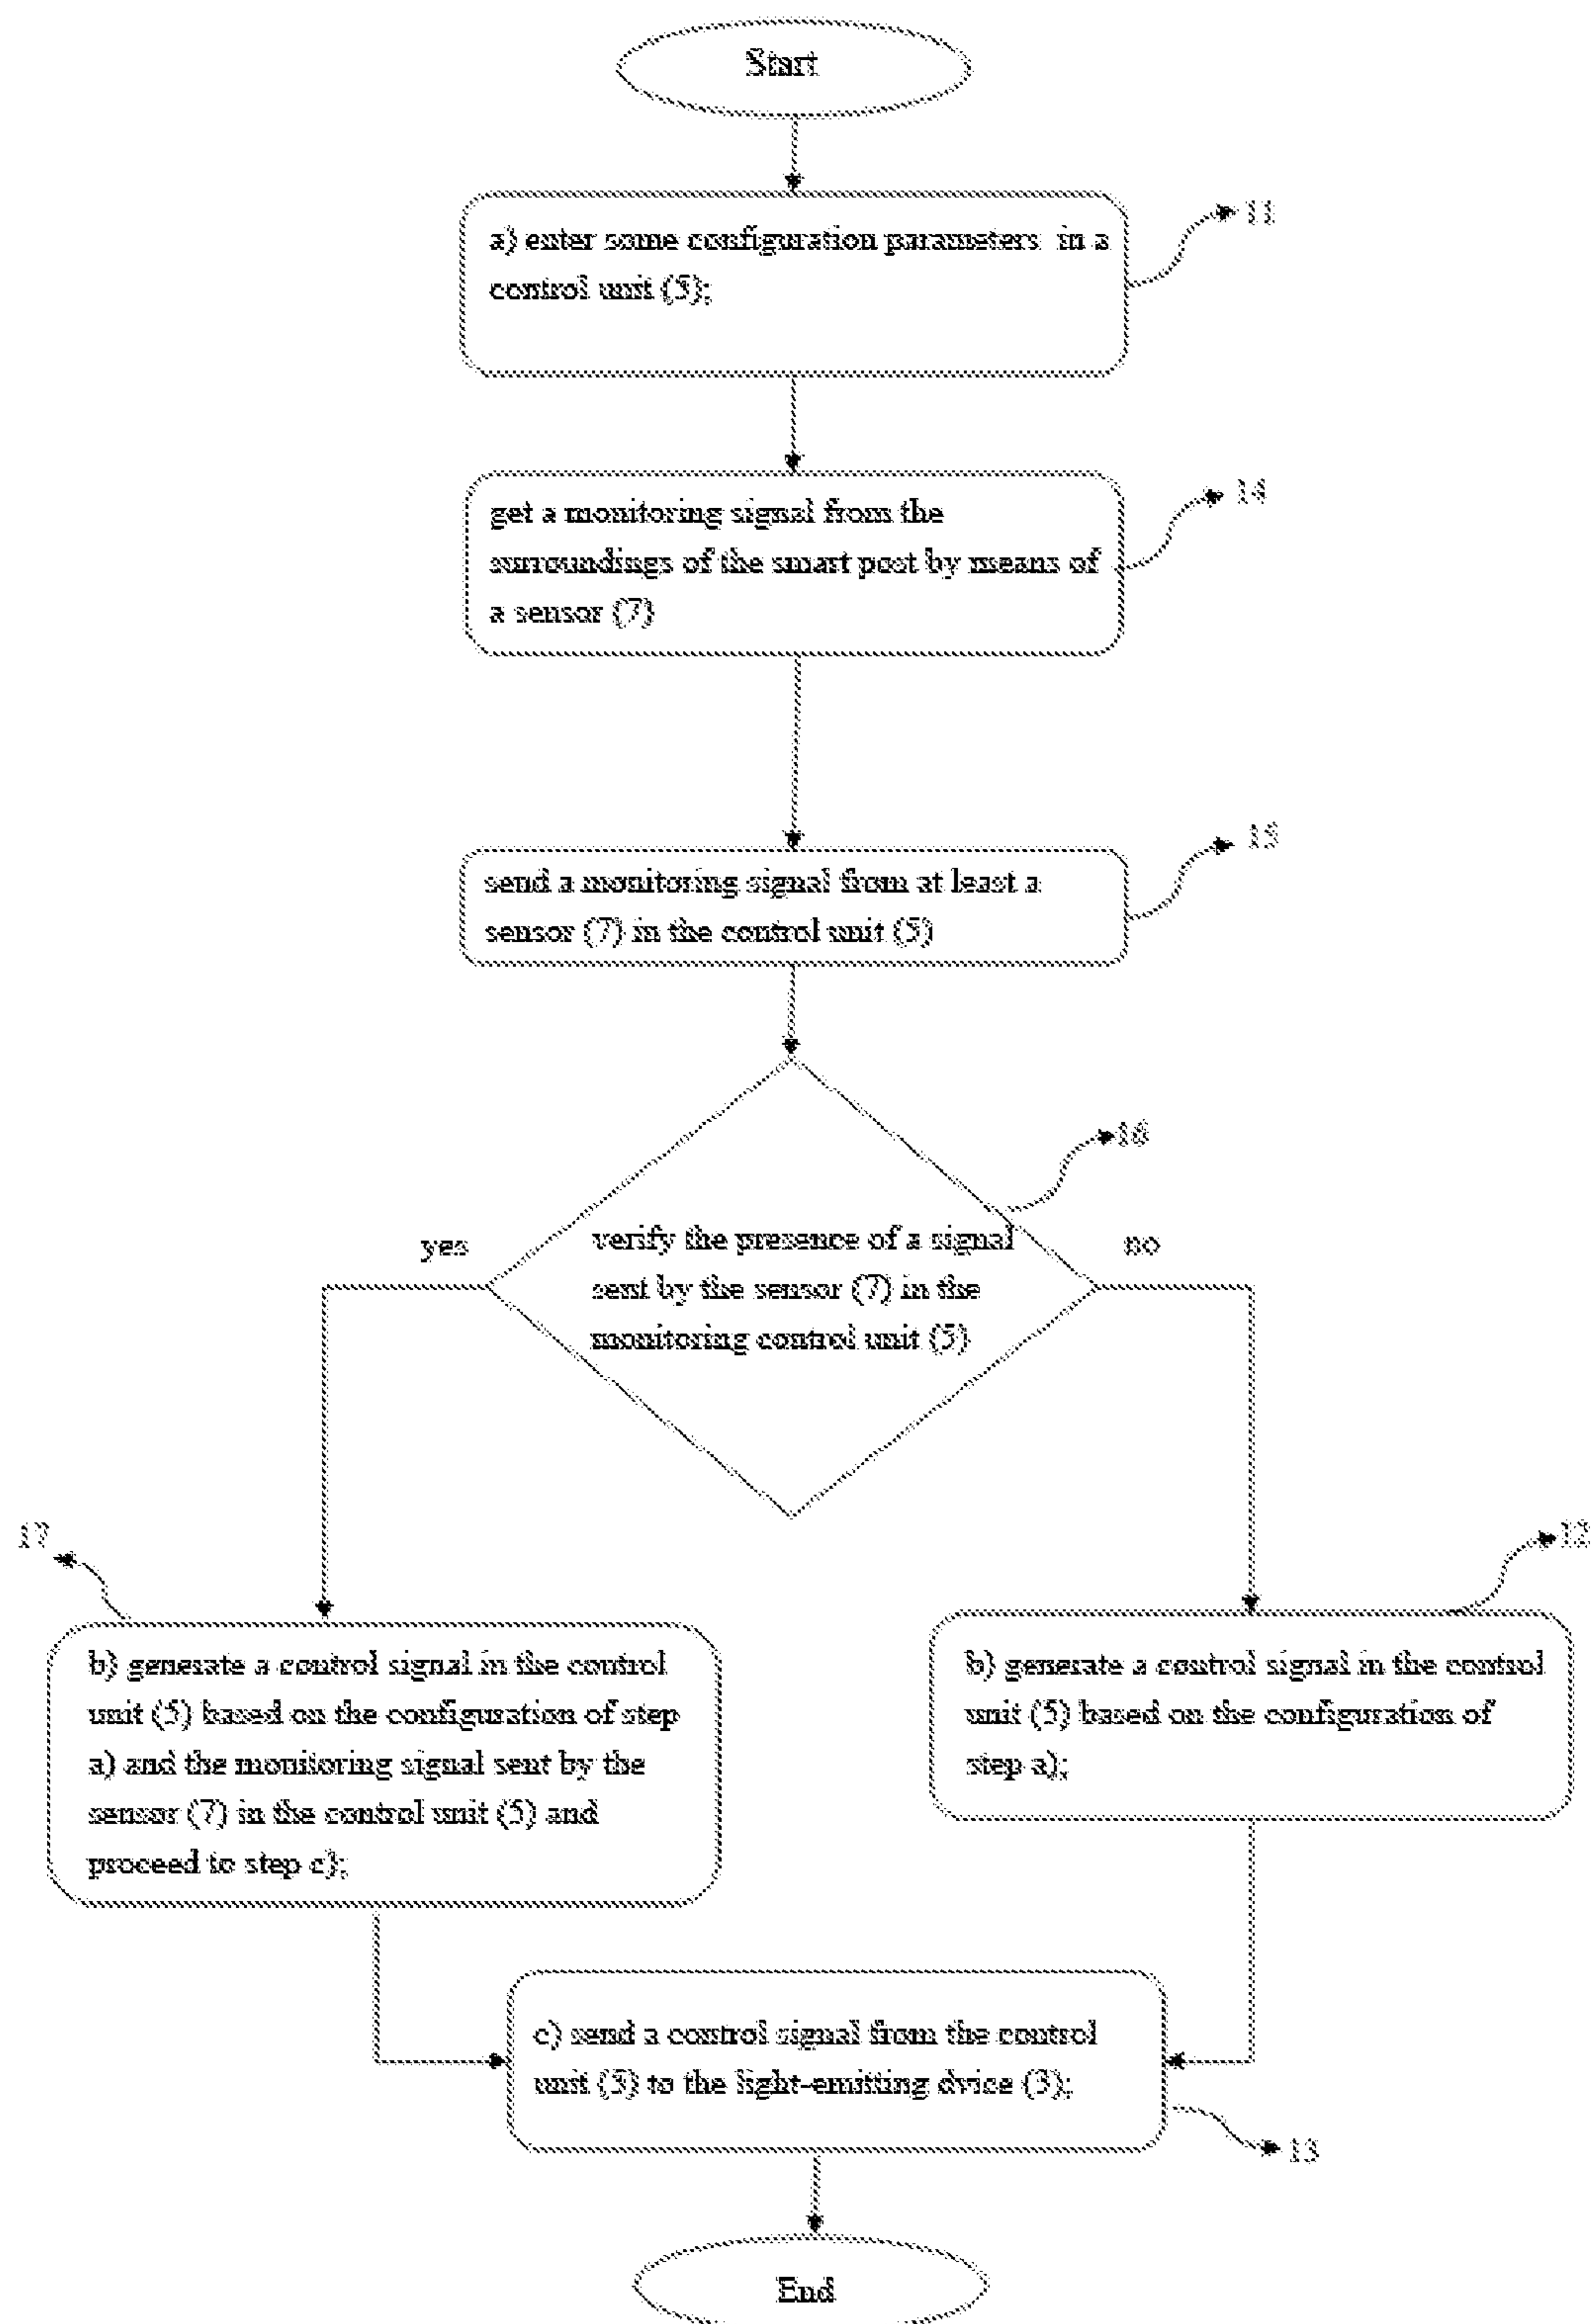 Start
a) enter some configuration parameters in a
control unit (5);
11
get a monitoring signal from the
surroundings of the smart post by means of
a sensor (7)
14
send a monitoring signal from at least a
sensor (7) in the control unit (5)
15
16
verify the presence of a signal
sent by the sensor (7) in the
monitoring control unit (5)
yes
no
17
12
b) generate a control signal in the control
unit (5) based on the configuration of step
a) and the monitoring signal sent by the
sensor (7) in the control unit (5) and
proceed to step c);
b) generate a control signal in the control
unit (5) based on the configuration of
step a);
c) send a control signal from the control
unit (5) to the light-emitting dvice (3);
13
End